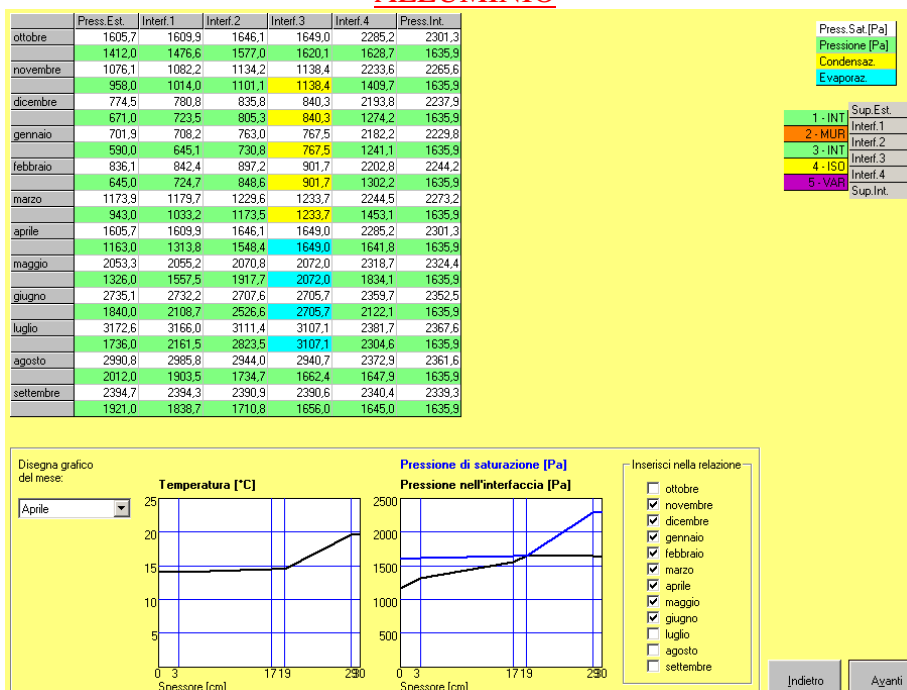 ALLUMINIO
Press.Est. Interf.1 Interf.2 Interf.3 Interf.4 Press.Int.
ottobre 1605,7 1609,9 1646,1 1649,0 2285,2 2301,3
1412,0 1476,6 1577,0 1620,1 1628,7 1635,9
novembre 1076,1 1082,2 1134,2 1138,4 2233,6 2265,6
958,0 1014,0 1101,1 1138,4 1409,7 1635,9
dicembre 774,5 780,8 835,8 840,3 2193,8 2237,9
671,0 723,5 805,3 840,3 1274,2 1635,9
gennaio 701,9 708,2 763,0 767,5 2182,2 2229,8
590,0 645,1 730,8 767,5 1241,1 1635,9
febbraio 836,1 842,4 897,2 901,7 2202,8 2244,2
645,0 724,7 848,6 901,7 1302,2 1635,9
marzo 1173,9 1179,7 1229,6 1233,7 2244,5 2273,2
943,0 1033,2 1173,5 1233,7 1453,1 1635,9
aprile 1605,7 1609,9 1646,1 1649,0 2285,2 2301,3
1163,0 1313,8 1548,4 1649,0 1641,8 1635,9
maggio 2053,3 2055,2 2070,8 2072,0 2318,7 2324,4
1326,0 1557,5 1917,7 2072,0 1834,1 1635,9
giugno 2735,1 2732,2 2707,6 2705,7 2359,7 2352,5
1840,0 2108,7 2526,6 2705,7 2122,1 1635,9
luglio 3172,6 3166,0 3111,4 3107,1 2381,7 2367,6
1736,0 2161,5 2823,5 3107,1 2304,6 1635,9
agosto 2990,8 2985,8 2944,0 2940,7 2372,9 2361,6
2012,0 1903,5 1734,7 1662,4 1647,9 1635,9
settembre 2394,7 2394,3 2390,9 2390,6 2340,4 2339,3
1921,0 1838,7 1710,8 1656,0 1645,0 1635,9
Press.Sat.[Pa]
Pressione [Pa]
Condensaz.
Evaporaz.
Sup.Est.
1 - INT
Interf.1
2 - MUR
Interf.2
3 - INT
Interf.3
4 - ISO
Interf.4
5 - VAR
Sup.Int.
Disegna grafico
del mese:
Aprile
Temperatura [°C]
25
20
15
10
5
0 3 17 19 29 30
Spessore [cm]
Pressione di saturazione [Pa]
Pressione nell'interfaccia [Pa]
2500
2000
1500
1000
500
0 3 17 19 29 30
Spessore [cm]
Inserisci nella relazione
ottobre
novembre
dicembre
gennaio
febbraio
marzo
aprile
maggio
giugno
luglio
agosto
settembre
Indietro
Avanti